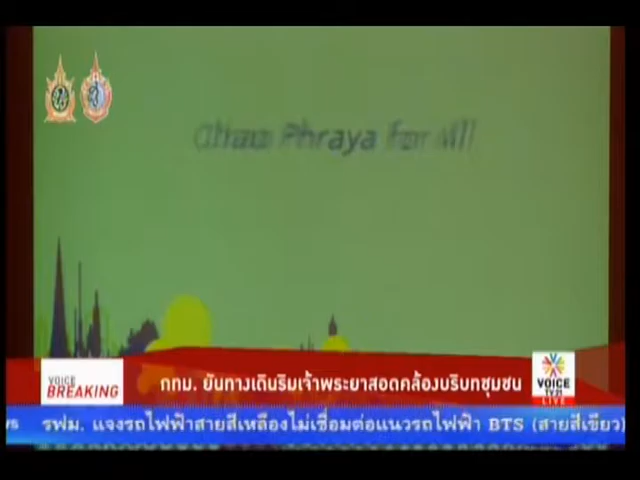 Chao Phraya For All
VOICE
BREAKING
กทม. ยันทางเดินริมเจ้าพระยาสอดคล้องบริบทชุมชน
VOICE
TV21
LIVE
รฟม. แจงรถไฟฟ้าสายสีเหลืองไม่เชื่อมต่อแนวรถไฟฟ้า BTS (สายสีเขียว)